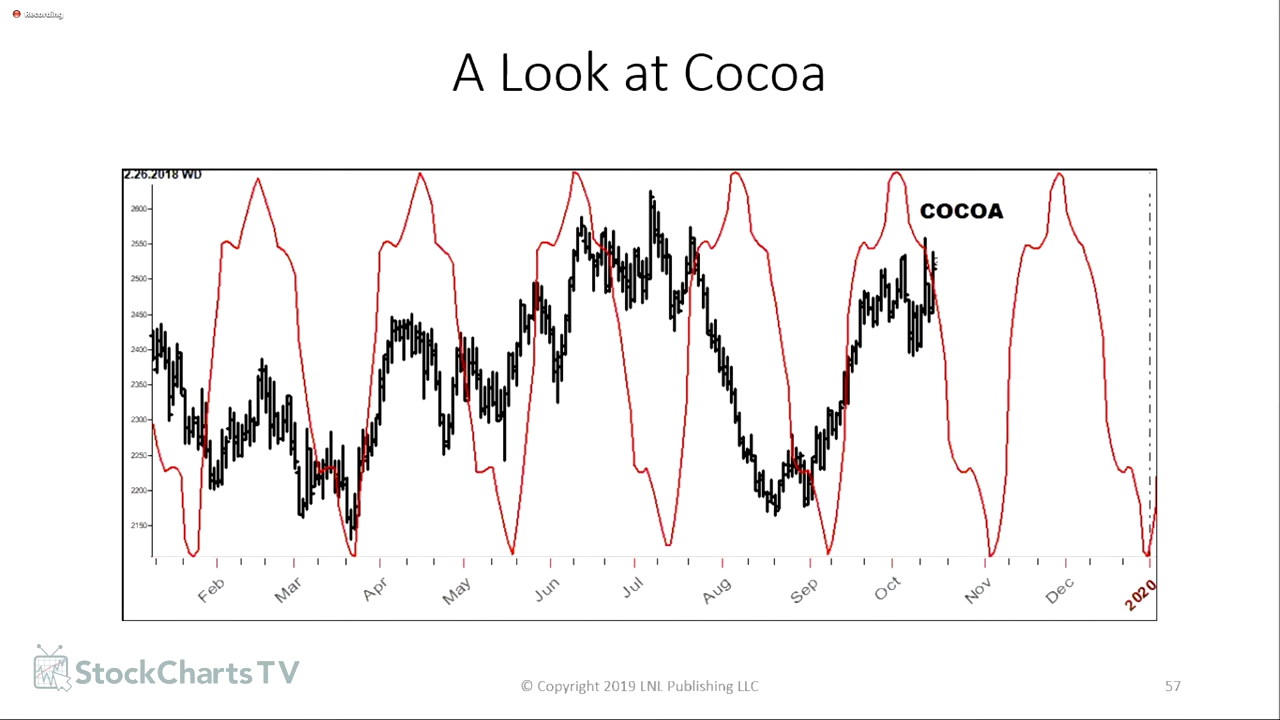 Recording
A Look at Cocoa
2.26.2018 WD
COCOA
2600
2550
2500
2450
2400
2350
2300
2250
2200
2150
Feb Mar Apr May Jun Jul Aug Sep Oct Nov Dec 2020
StockCharts TV
© Copyright 2019 LNL Publishing LLC
57